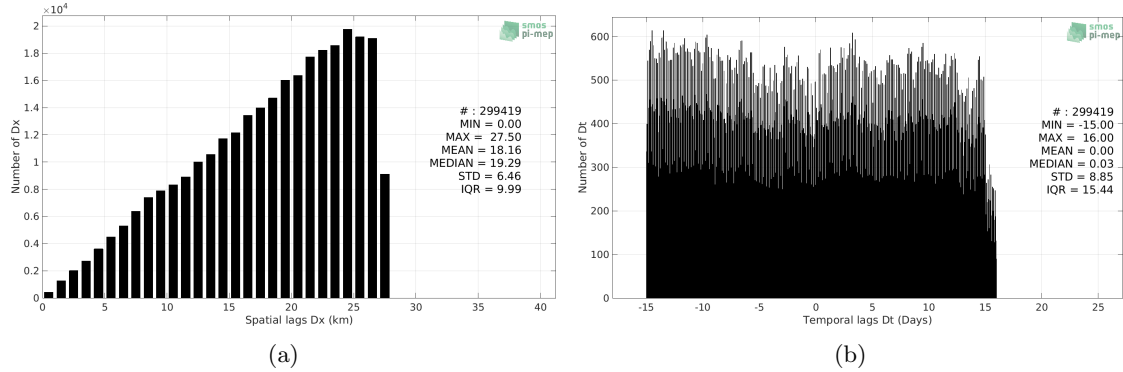 ×10⁴
2
1.8
1.6
1.4
1.2
1
0.8
0.6
0.4
0.2
0
Number of Dx
0 5 10 15 20 25 30 35 40
Spatial lags Dx (km)
smos
pi-mep
# : 299419
MIN = 0.00
MAX = 27.50
MEAN = 18.16
MEDIAN = 19.29
STD = 6.46
IQR = 9.99
(a)
600
500
400
300
200
100
0
Number of Dt
-15 -10 -5 0 5 10 15 20 25
Temporal lags Dt (Days)
smos
pi-mep
# : 299419
MIN = -15.00
MAX = 16.00
MEAN = 0.00
MEDIAN = 0.03
STD = 8.85
IQR = 15.44
(b)